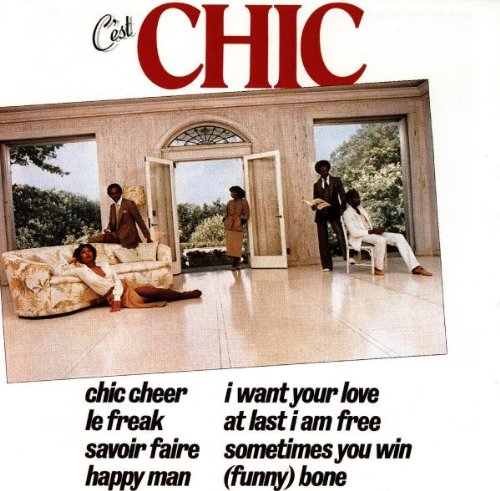 C'est
CHIC
chic cheer
le freak
savoir faire
happy man
i want your love
at last i am free
sometimes you win
(funny) bone